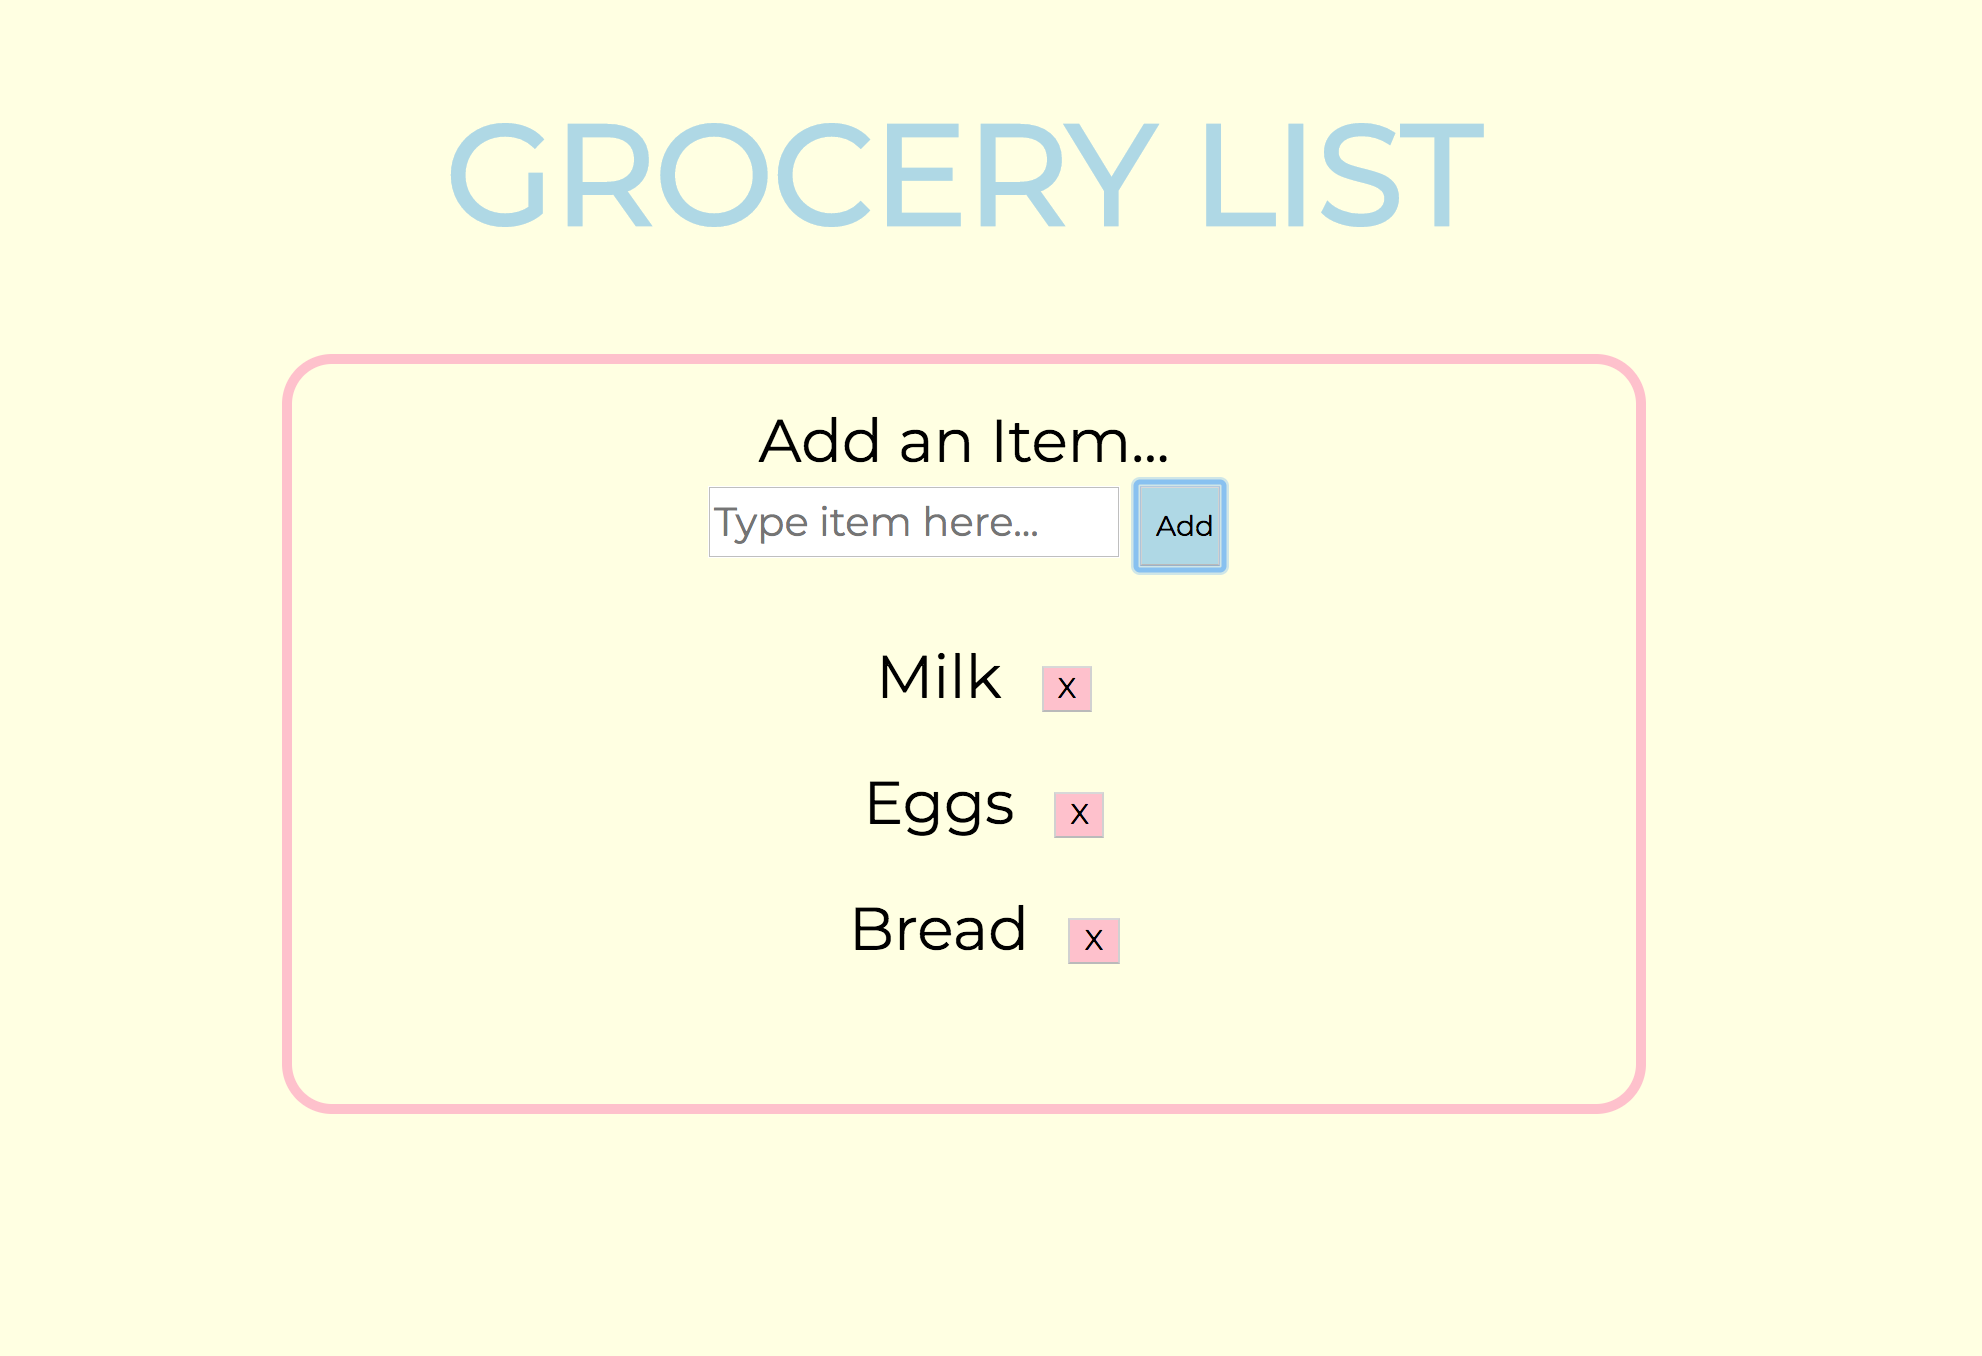 GROCERY LIST
Add an Item...
Type item here... Add
Milk X
Eggs X
Bread X